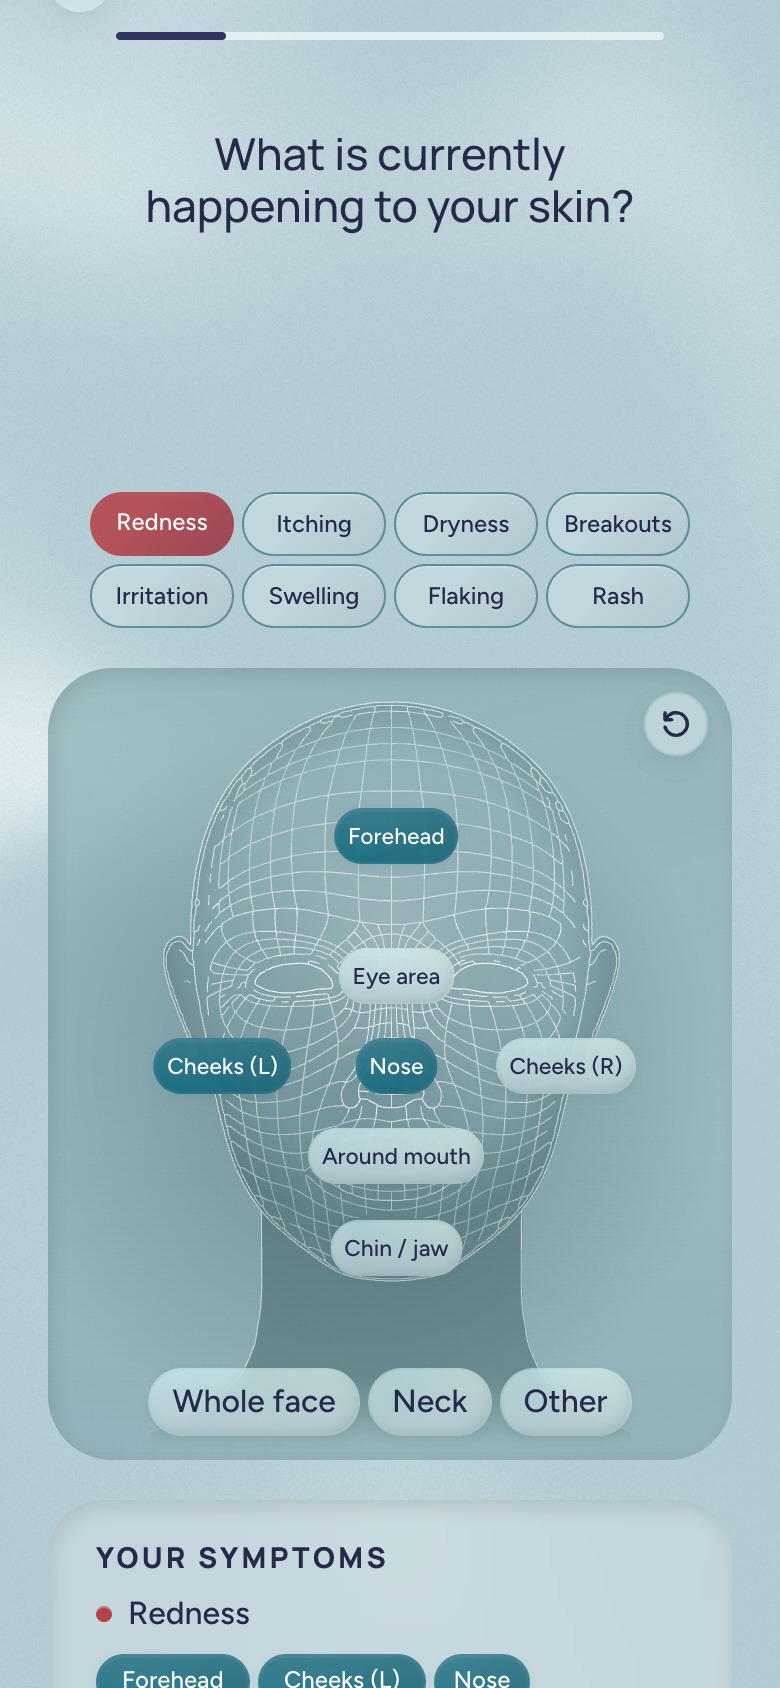 What is currently
happening to your skin?
Redness Itching Dryness Breakouts
Irritation Swelling Flaking Rash
Forehead
Eye area
Cheeks (L) Nose Cheeks (R)
Around mouth
Chin / jaw
Whole face Neck Other
YOUR SYMPTOMS
Redness
Forehead Cheeks (L) Nose